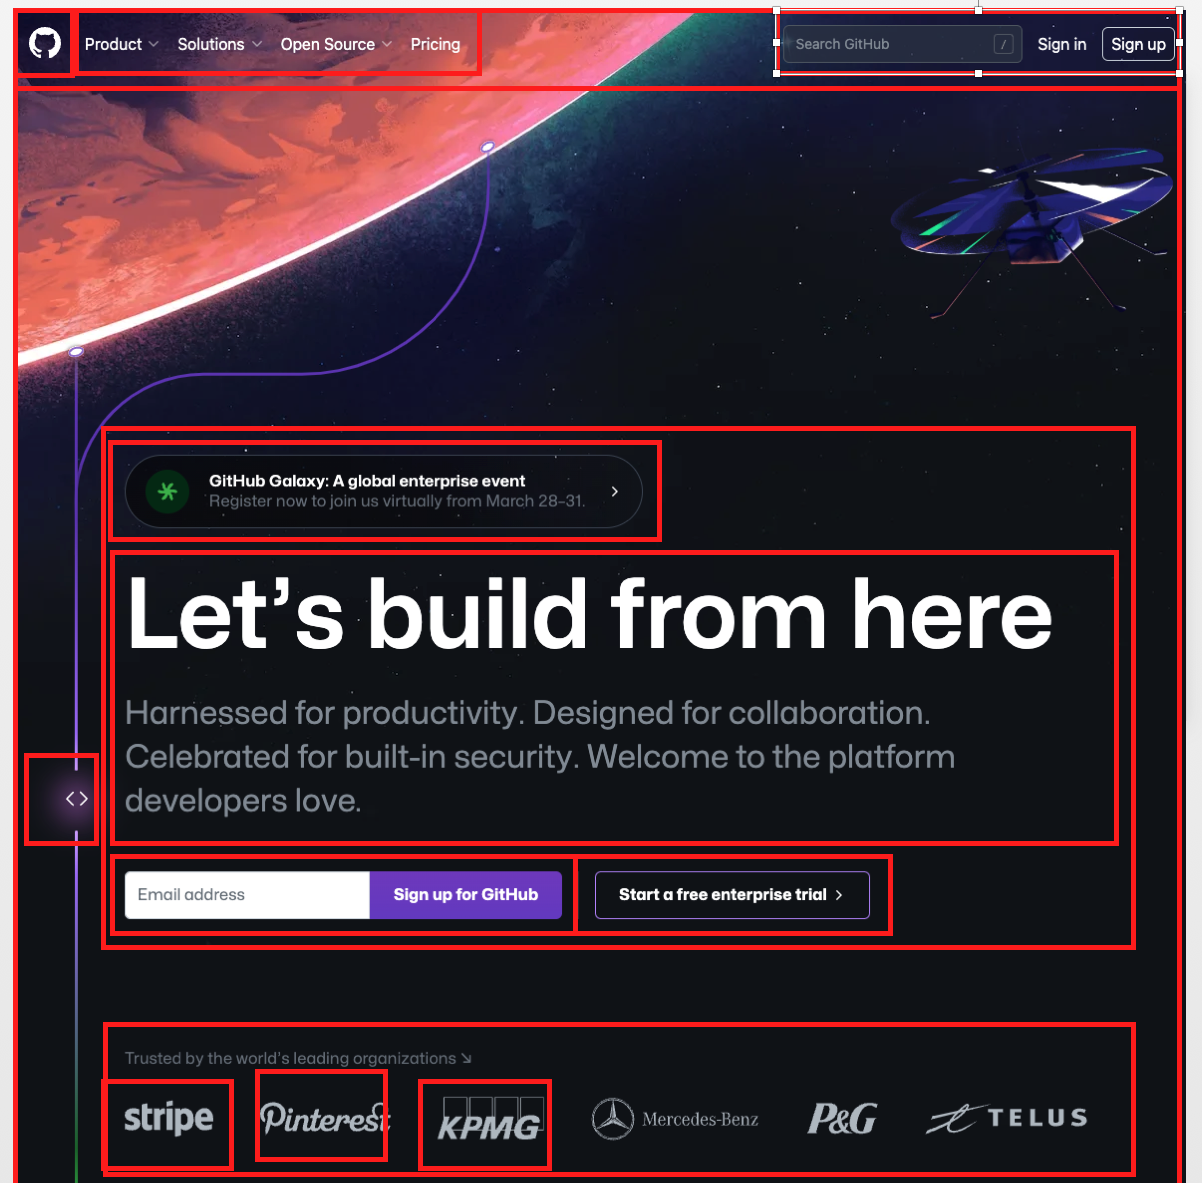 Product Solutions Open Source Pricing Search GitHub / Sign in Sign up
GitHub Galaxy: A global enterprise event
Register now to join us virtually from March 28–31.
Let’s build from here
Harnessed for productivity. Designed for collaboration.
Celebrated for built-in security. Welcome to the platform
developers love.
Email address Sign up for GitHub Start a free enterprise trial
Trusted by the world’s leading organizations ↘
stripe Pinterest KPMG Mercedes-Benz P&G TELUS